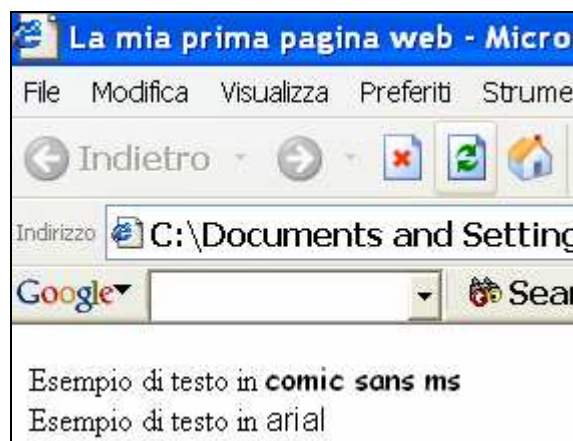 La mia prima pagina web - Micro
File Modifica Visualizza Preferiti Strume
Indietro
Indirizzo C:\Documents and Setting
Google Sear
Esempio di testo in comic sans ms
Esempio di testo in arial